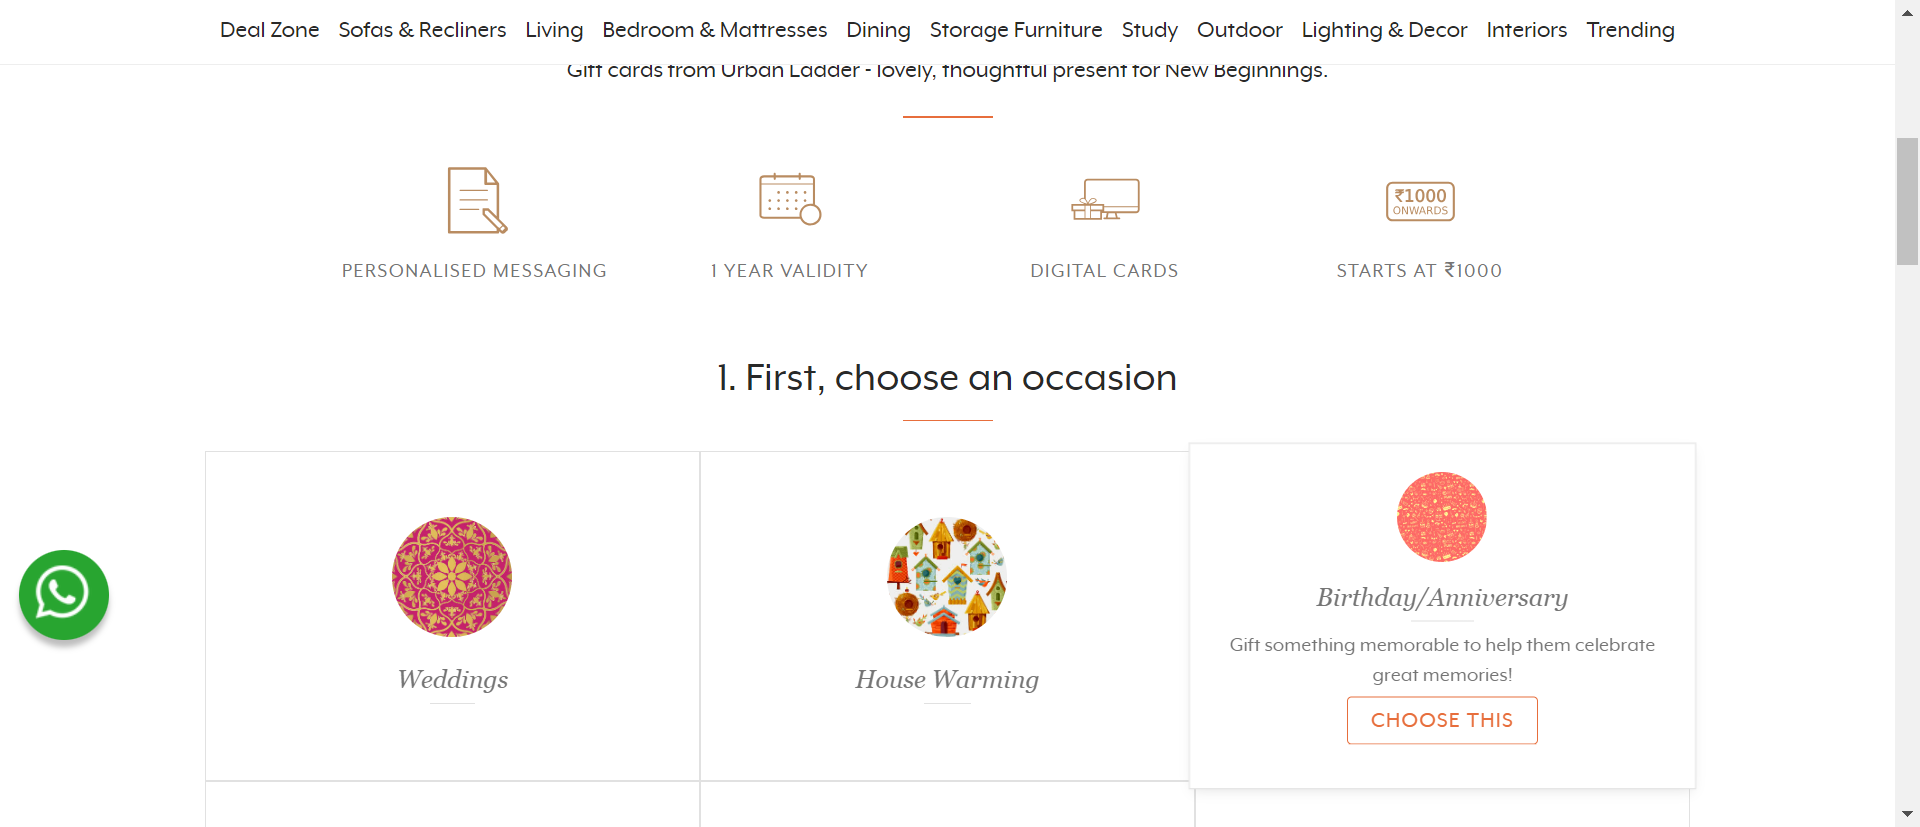 Deal Zone Sofas & Recliners Living Bedroom & Mattresses Dining Storage Furniture Study Outdoor Lighting & Decor Interiors Trending
Gift cards from Urban Ladder - lovely, thoughtful present for New Beginnings.
₹1000
ONWARDS
PERSONALISED MESSAGING
1 YEAR VALIDITY
DIGITAL CARDS
STARTS AT ₹1000
1. First, choose an occasion
Weddings
House Warming
Birthday/Anniversary
Gift something memorable to help them celebrate
great memories!
CHOOSE THIS